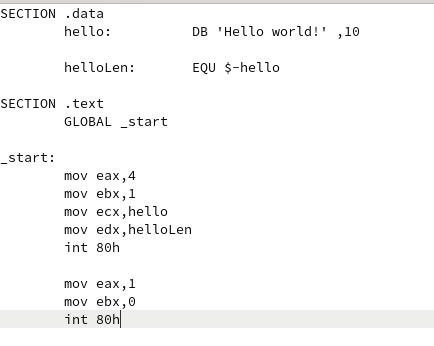 SECTION .data
hello: DB 'Hello world!' ,10
helloLen: EQU $-hello
SECTION .text
GLOBAL _start
_start:
mov eax,4
mov ebx,1
mov ecx,hello
mov edx,helloLen
int 80h
mov eax,1
mov ebx,0
int 80h